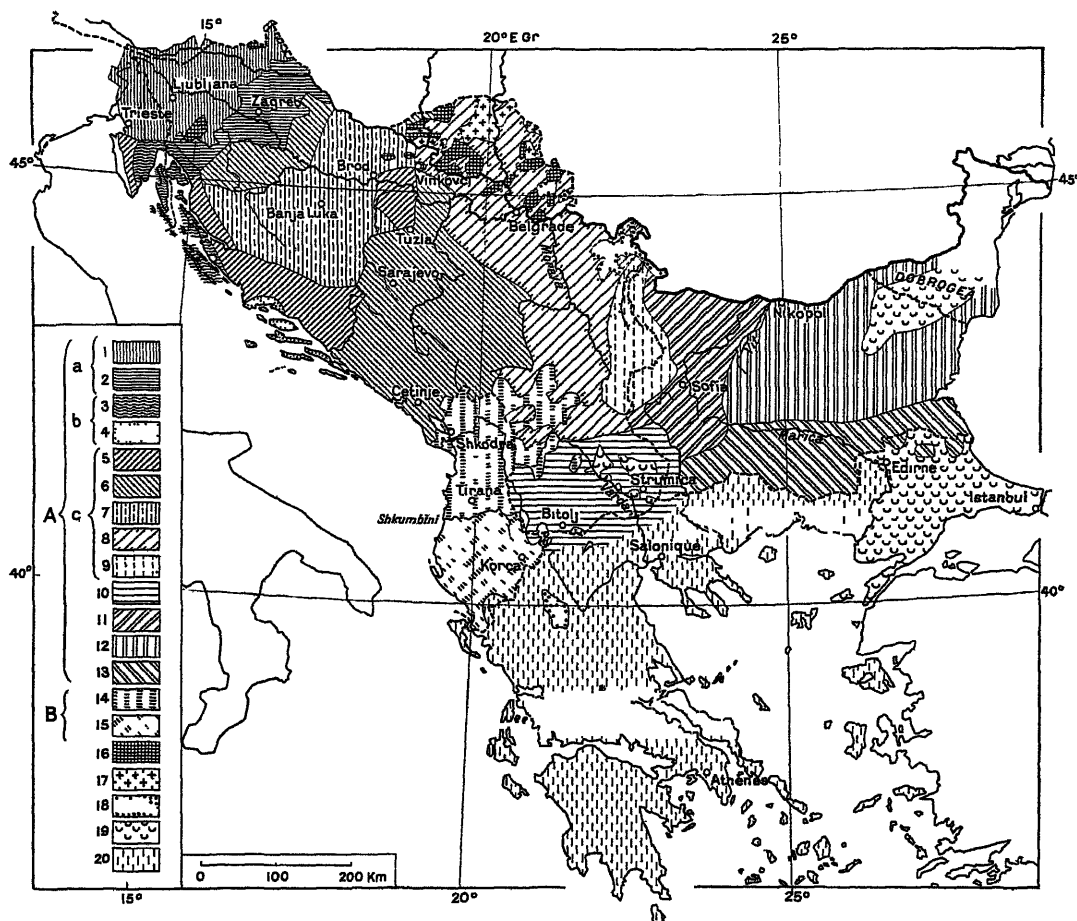 15°
20° E Gr
25°
Ljubljana
Zagreb
Trieste
45°
Brod
Vinkovci
45°
Banja Luka
Belgrade
Tuzla
Morava
Sarajevo
DOBROGEA
Nikopol
Sofia
Cetinje
Shkodra
Marica
Edirne
Tirana
Strumica
Vardar
Istanbul
Shkumbini
Bitolj
Salonique
Korça
40°
40°
Athènes
A
a
b
c
B
1
2
3
4
5
6
7
8
9
10
11
12
13
14
15
16
17
18
19
20
0 100 200 Km
15°
20°
25°